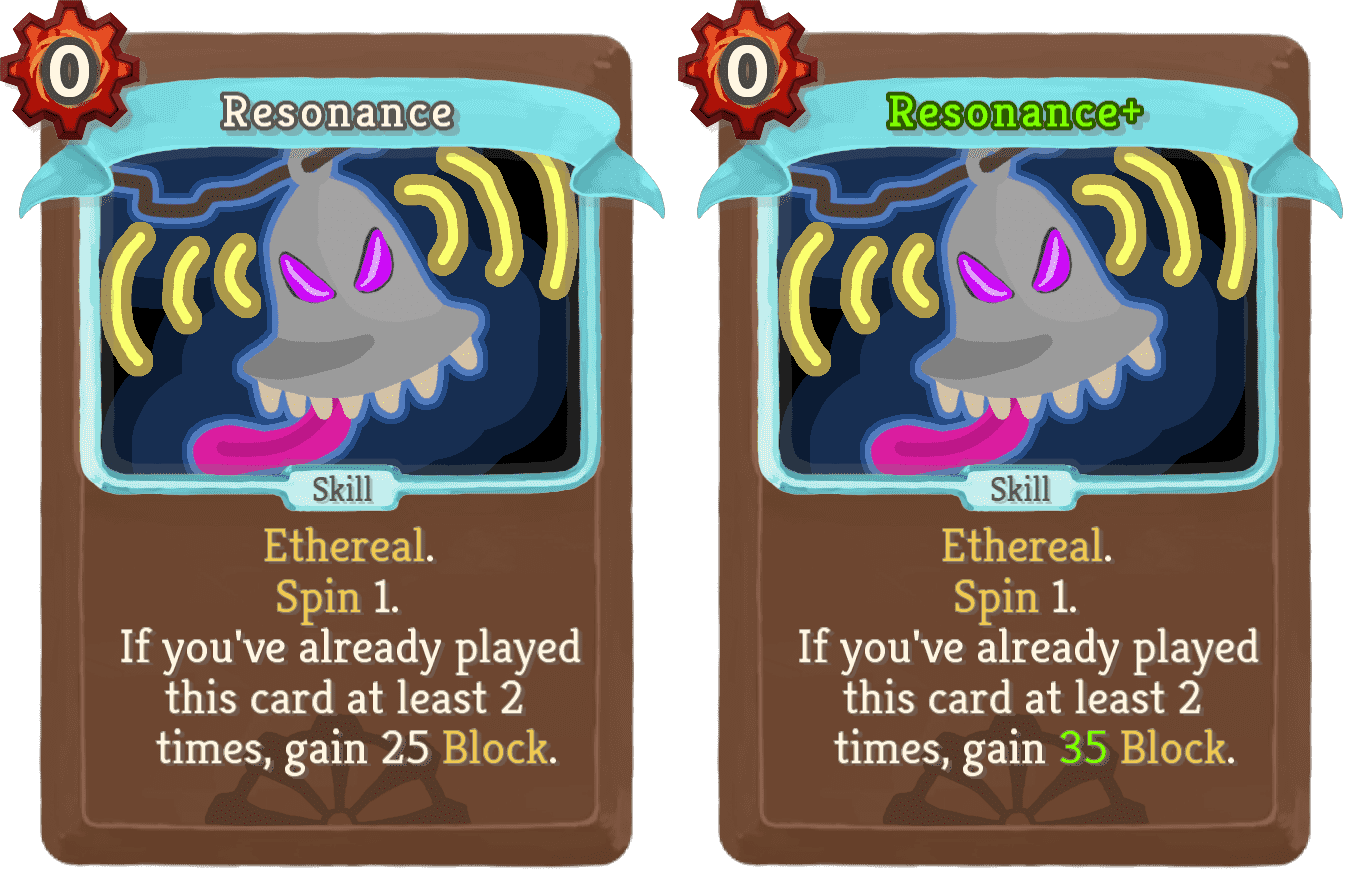 0
Resonance
Skill
Ethereal.
Spin 1.
If you've already played
this card at least 2
times, gain 25 Block.
0
Resonance+
Skill
Ethereal.
Spin 1.
If you've already played
this card at least 2
times, gain 35 Block.